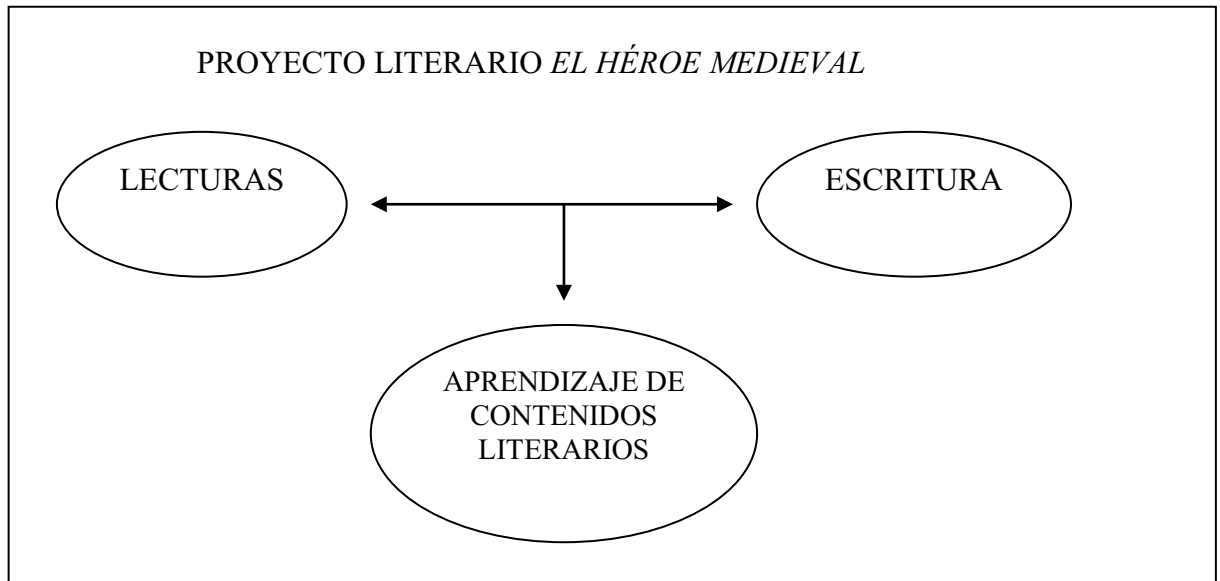 PROYECTO LITERARIO EL HÉROE MEDIEVAL
LECTURAS
ESCRITURA
APRENDIZAJE DE
CONTENIDOS
LITERARIOS